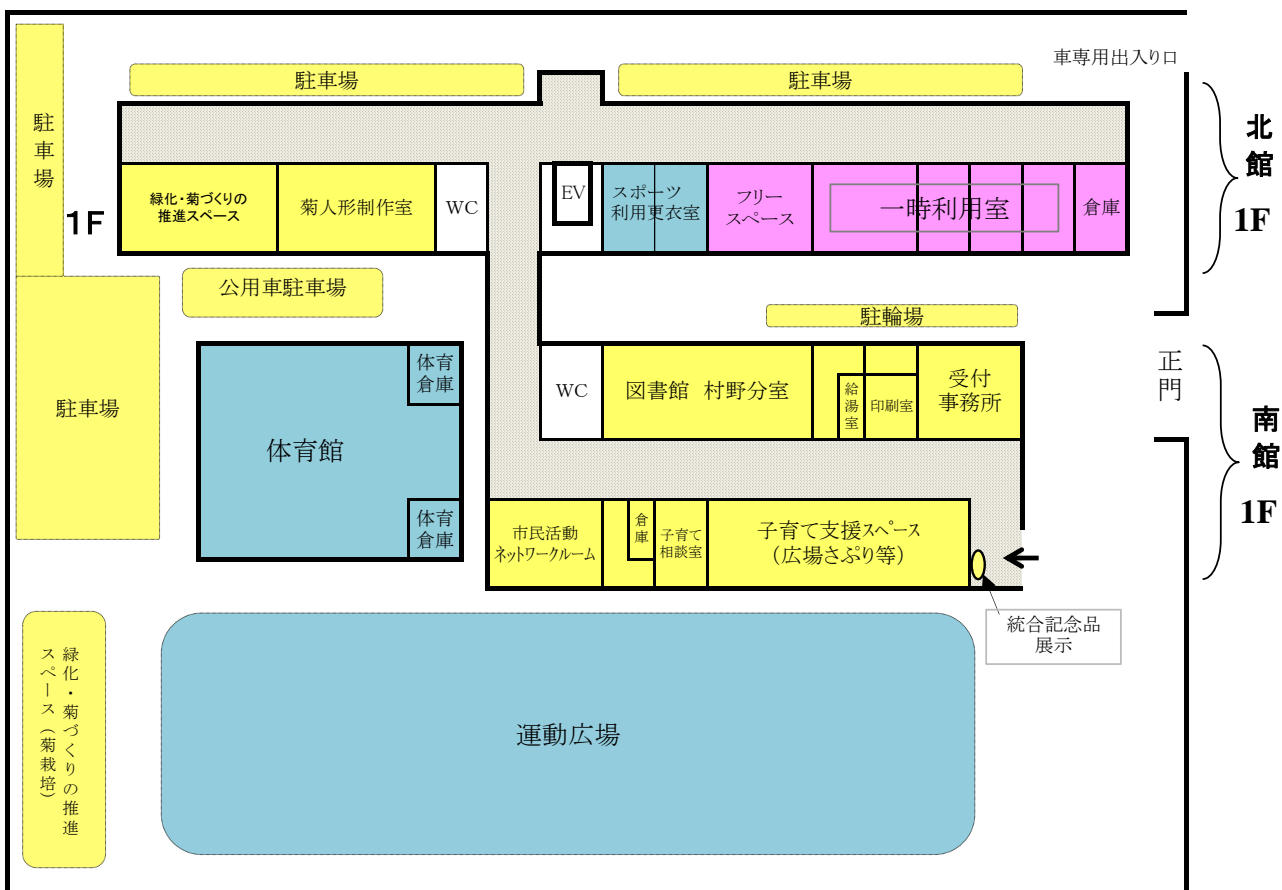 車専用出入り口
駐車場
駐車場
駐車場
北館
1F
1F
緑化・菊づくりの
推進スペース
菊人形制作室
WC
EV
スポーツ
利用更衣室
フリー
スペース
一時利用室
倉庫
公用車駐車場
駐輪場
正門
駐車場
体育館
体育
倉庫
体育
倉庫
WC
図書館 村野分室
給湯室
印刷室
受付
事務所
南館
1F
市民活動
ネットワークルーム
倉庫
子育て
相談室
子育て支援スペース
(広場さぷり等)
統合記念品
展示
緑化・菊づくりの推進
スペース(菊栽培)
運動広場